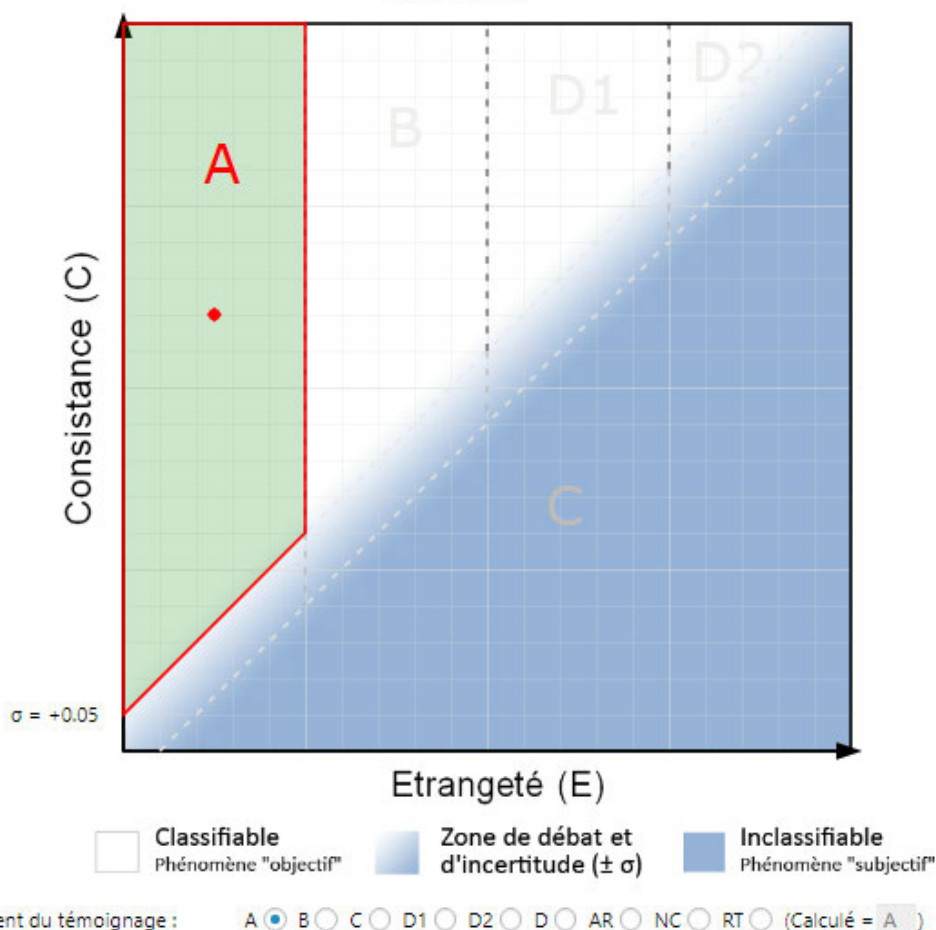 D2
D1
B
A
Consistance (C)
C
σ = +0.05
Etrangeté (E)
Classifiable
Phénomène "objectif"
Zone de débat et
d'incertitude (± σ)
Inclassifiable
Phénomène "subjectif"
du témoignage : A B C D1 D2 D AR NC RT (Calculé = A )